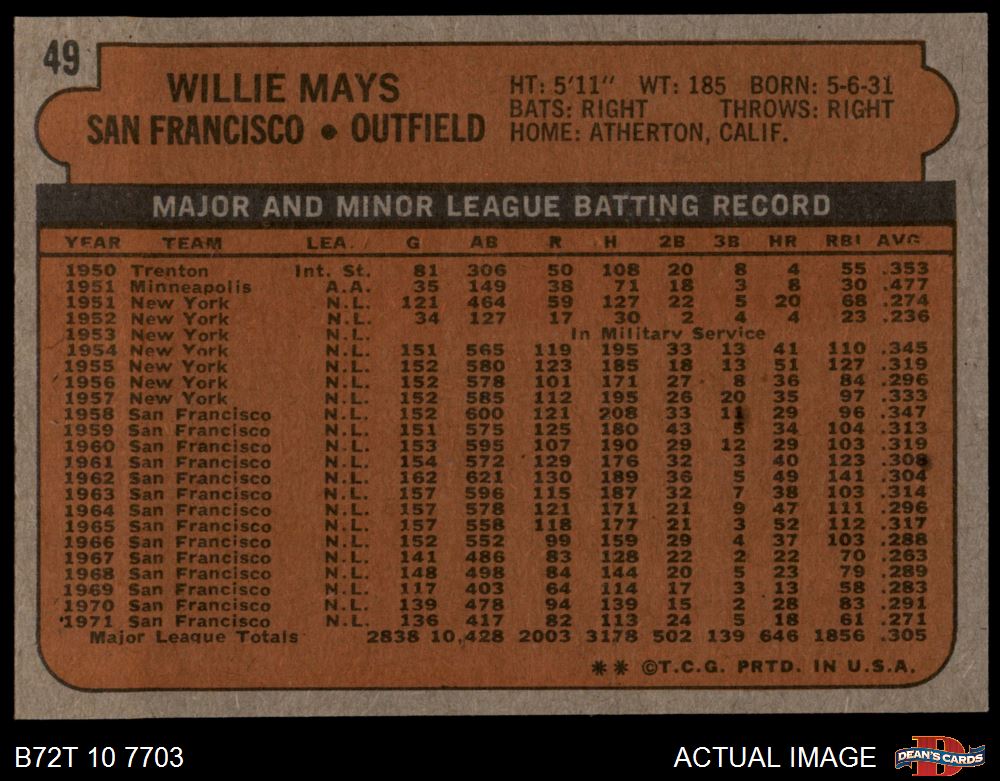 49
WILLIE MAYS
SAN FRANCISCO • OUTFIELD
HT: 5'11" WT: 185 BORN: 5-6-31
BATS: RIGHT THROWS: RIGHT
HOME: ATHERTON, CALIF.
MAJOR AND MINOR LEAGUE BATTING RECORD
YEAR TEAM LEA. G AB R H 2B 3B HR RBI AVG
1950 Trenton Int. St. 81 306 50 108 20 8 4 55 .353
1951 Minneapolis A.A. 35 149 38 71 18 3 8 30 .477
1951 New York N.L. 121 464 59 127 22 5 20 68 .274
1952 New York N.L. 34 127 17 30 2 4 4 23 .236
1953 New York N.L. In Military Service
1954 New York N.L. 151 565 119 195 33 13 41 110 .345
1955 New York N.L. 152 580 123 185 18 13 51 127 .319
1956 New York N.L. 152 578 101 171 27 8 36 84 .296
1957 New York N.L. 152 585 112 195 26 20 35 97 .333
1958 San Francisco N.L. 152 600 121 208 33 11 29 96 .347
1959 San Francisco N.L. 151 575 125 180 43 5 34 104 .313
1960 San Francisco N.L. 153 595 107 190 29 12 29 103 .319
1961 San Francisco N.L. 154 572 129 176 32 3 40 123 .308
1962 San Francisco N.L. 162 621 130 189 36 5 49 141 .304
1963 San Francisco N.L. 157 596 115 187 32 7 38 103 .314
1964 San Francisco N.L. 157 578 121 171 21 9 47 111 .296
1965 San Francisco N.L. 157 558 118 177 21 3 52 112 .317
1966 San Francisco N.L. 152 552 99 159 29 4 37 103 .288
1967 San Francisco N.L. 141 486 83 128 22 2 22 70 .263
1968 San Francisco N.L. 148 498 84 144 20 5 23 79 .289
1969 San Francisco N.L. 117 403 64 114 17 3 13 58 .283
1970 San Francisco N.L. 139 478 94 139 15 2 28 83 .291
1971 San Francisco N.L. 136 417 82 113 24 5 18 61 .271
Major League Totals 2838 10,428 2003 3178 502 139 646 1856 .305
** ©T.C.G. PRTD. IN U.S.A.
B72T 10 7703
ACTUAL IMAGE
D
DEAN'S CARDS